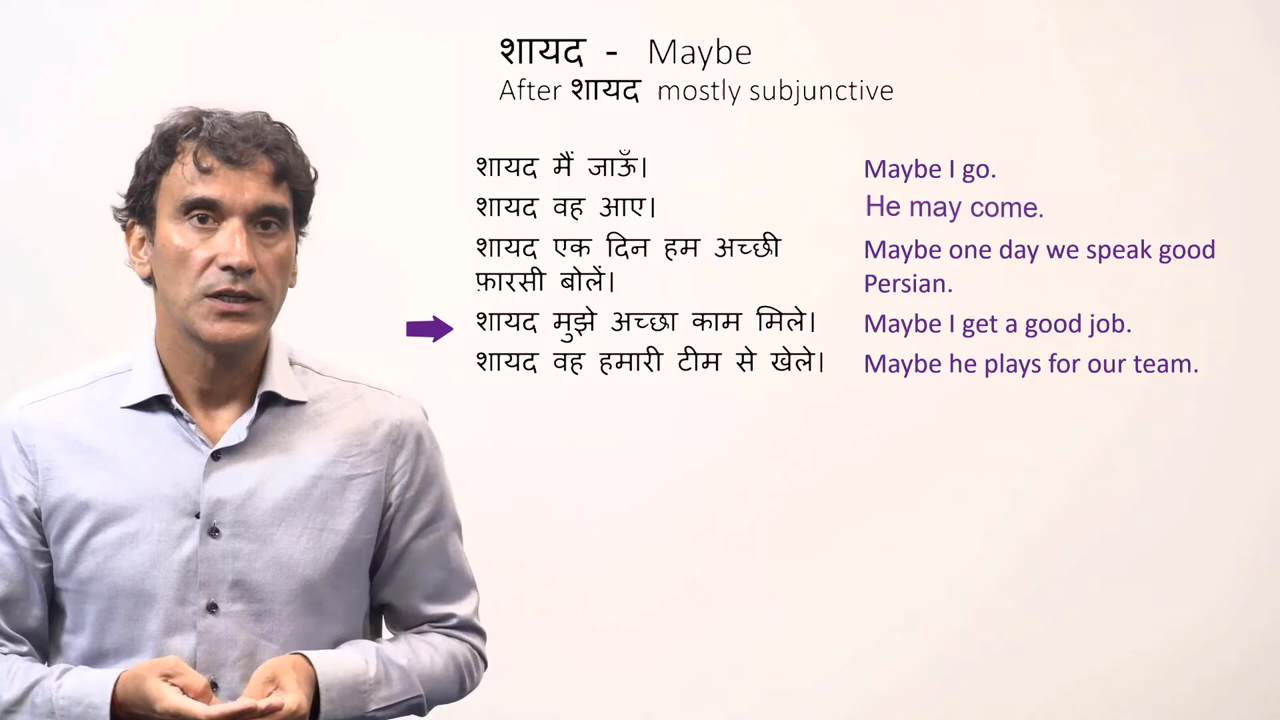 शायद - Maybe
After शायद mostly subjunctive
शायद मैं जाऊँ। Maybe I go.
शायद वह आए। He may come.
शायद एक दिन हम अच्छी Maybe one day we speak good
फ़ारसी बोलें। Persian.
शायद मुझे अच्छा काम मिले। Maybe I get a good job.
शायद वह हमारी टीम से खेले। Maybe he plays for our team.